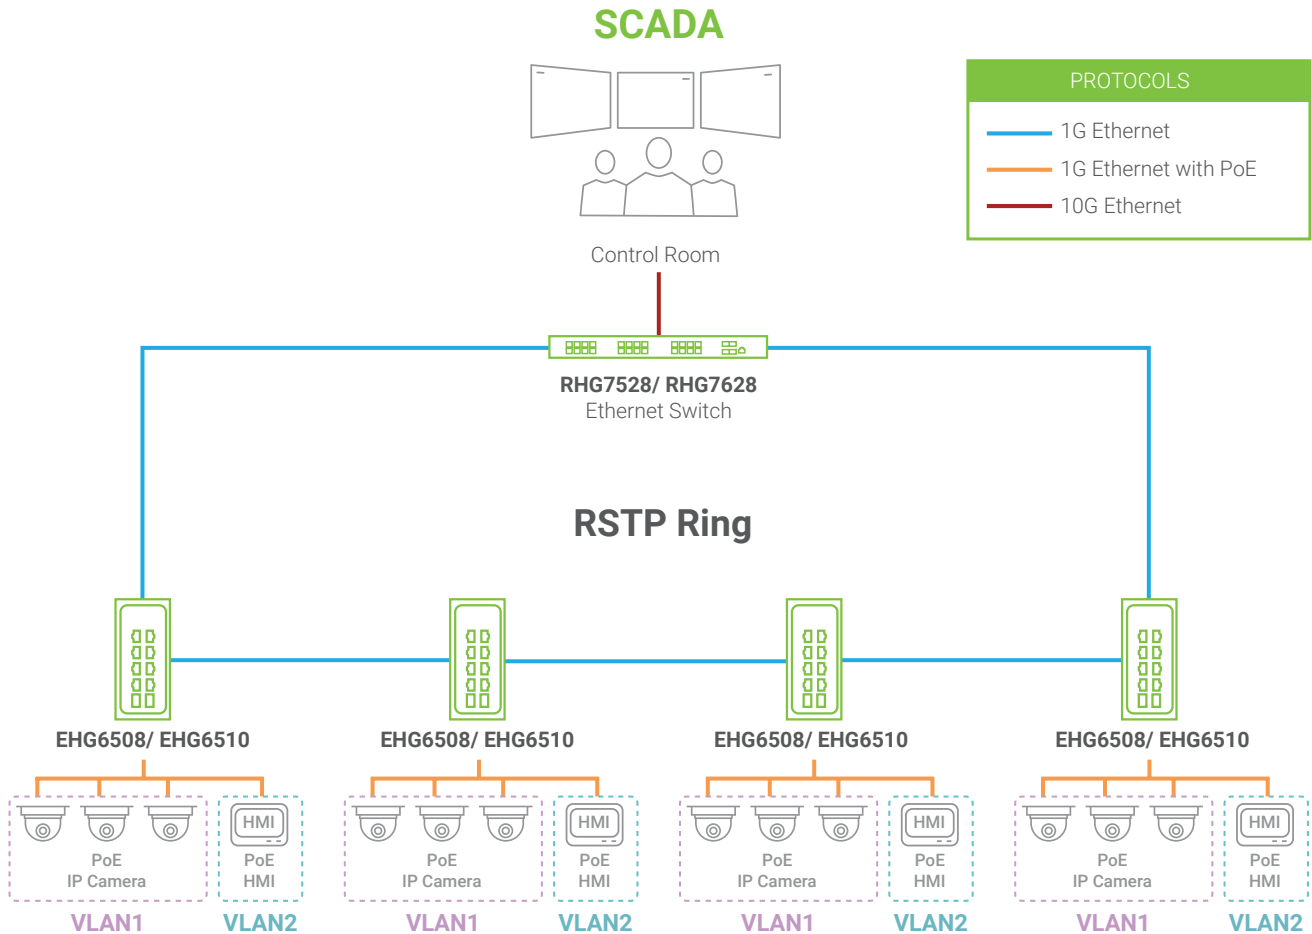 SCADA
PROTOCOLS
1G Ethernet
1G Ethernet with PoE
10G Ethernet
Control Room
RHG7528/ RHG7628
Ethernet Switch
RSTP Ring
EHG6508/ EHG6510
EHG6508/ EHG6510
EHG6508/ EHG6510
EHG6508/ EHG6510
HMI
HMI
HMI
HMI
PoE
IP Camera
PoE
HMI
PoE
IP Camera
PoE
HMI
PoE
IP Camera
PoE
HMI
PoE
IP Camera
PoE
HMI
VLAN1
VLAN2
VLAN1
VLAN2
VLAN1
VLAN2
VLAN1
VLAN2